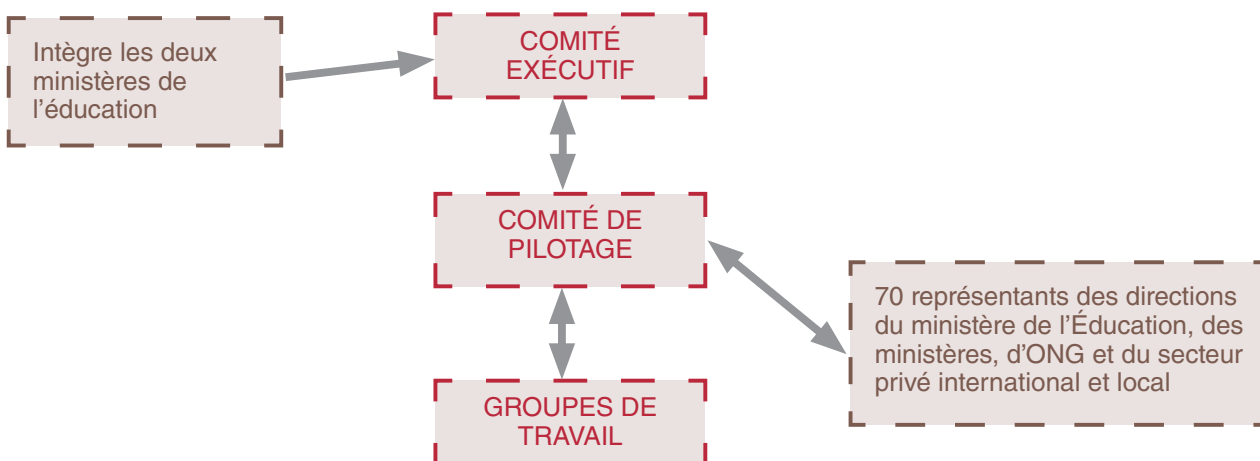 Intègre les deux
ministères de
l’éducation
COMITÉ
EXÉCUTIF
COMITÉ DE
PILOTAGE
70 représentants des directions
du ministère de l’Éducation, des
ministères, d’ONG et du secteur
privé international et local
GROUPES DE
TRAVAIL